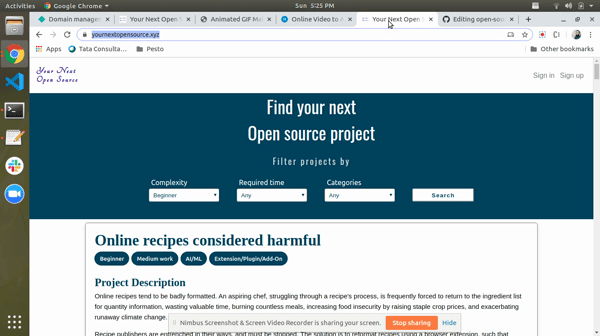 Activities
Google Chrome
Sun 5:25 PM
Domain manager
Your Next Open S
Animated GIF M
Online Video to
Your Next Open S
Editing open-sou
yournextopensource.xyz
Apps
Tata Consulta...
Pesto
Other bookmarks
Your Next
Open Source
Sign in
Sign up
Find your next
Open source project
Filter projects by
Complexity
Required time
Categories
Beginner
Any
Any
Search
Online recipes considered harmful
Beginner
Medium work
AI/ML
Extension/Plugin/Add-On
Project Description
Online recipes tend to be badly formatted. An aspiring chef, struggling through a recipe's process, is frequently forced to return to the ingredient list
for quantity information, wasting valuable time, burning countless meals, increasing food insecurity by raising staple crop prices, and exacerbating
runaway climate change.
Recipe publishers are entrenched in their ways, and must be stopped. The solution is to reformat recipes using a browser extension, such
Nimbus Screenshot & Screen Video Recorder is sharing your screen.
Stop sharing
Hide